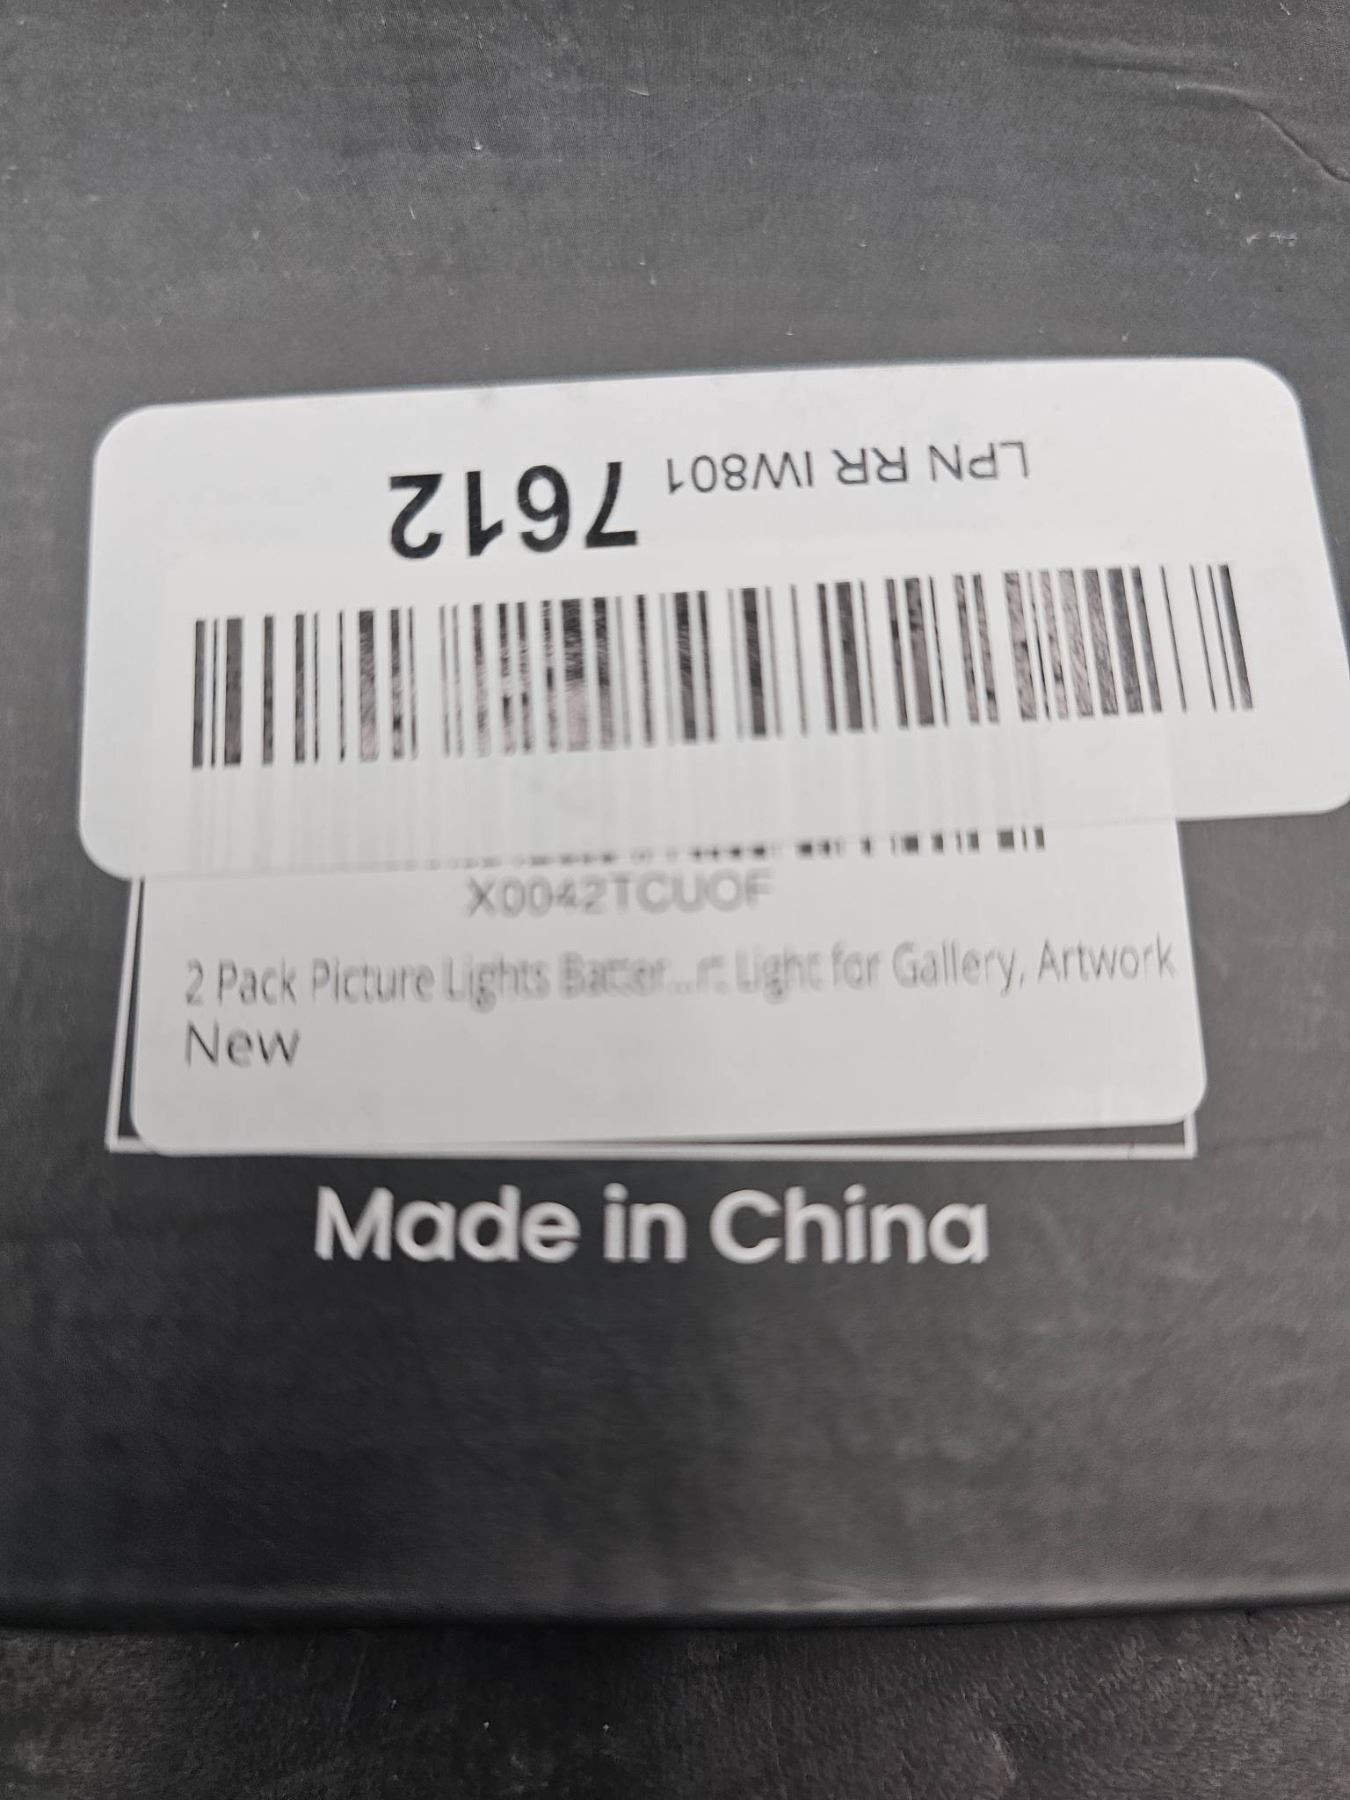 LPN RR IW801 7612
X0042TCUOF
2 Pack Picture Lights Batter...r: Light for Gallery, Artwork
New
Made in China